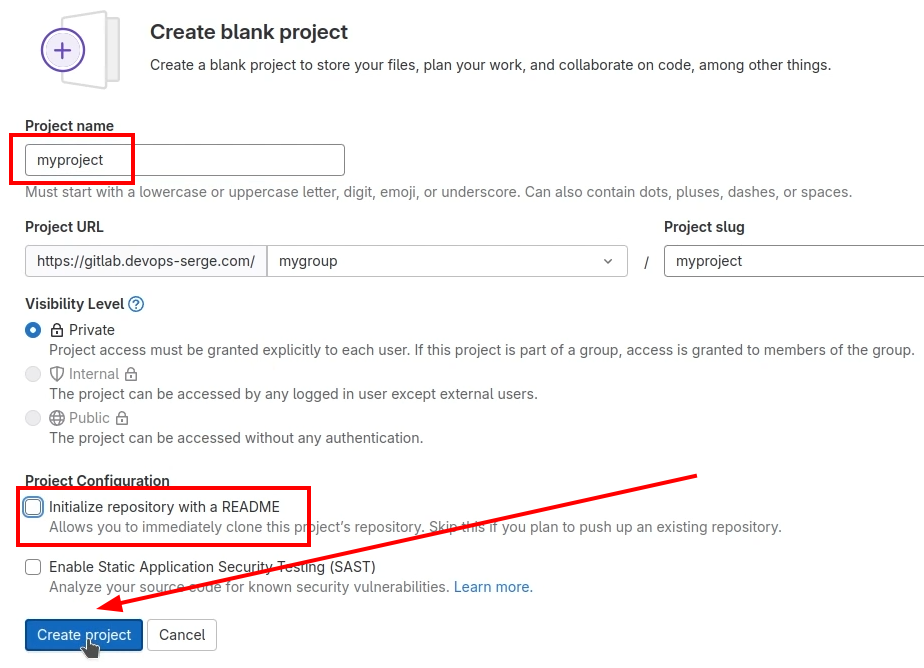 Create blank project
Create a blank project to store your files, plan your work, and collaborate on code, among other things.
Project name
myproject
Must start with a lowercase or uppercase letter, digit, emoji, or underscore. Can also contain dots, pluses, dashes, or spaces.
Project URL
Project slug
https://gitlab.devops-serge.com/ mygroup / myproject
Visibility Level
Private
Project access must be granted explicitly to each user. If this project is part of a group, access is granted to members of the group.
Internal
The project can be accessed by any logged in user except external users.
Public
The project can be accessed without any authentication.
Project Configuration
Initialize repository with a README
Allows you to immediately clone this project's repository. Skip this if you plan to push up an existing repository.
Enable Static Application Security Testing (SAST)
Analyze your source code for known security vulnerabilities. Learn more.
Create project Cancel